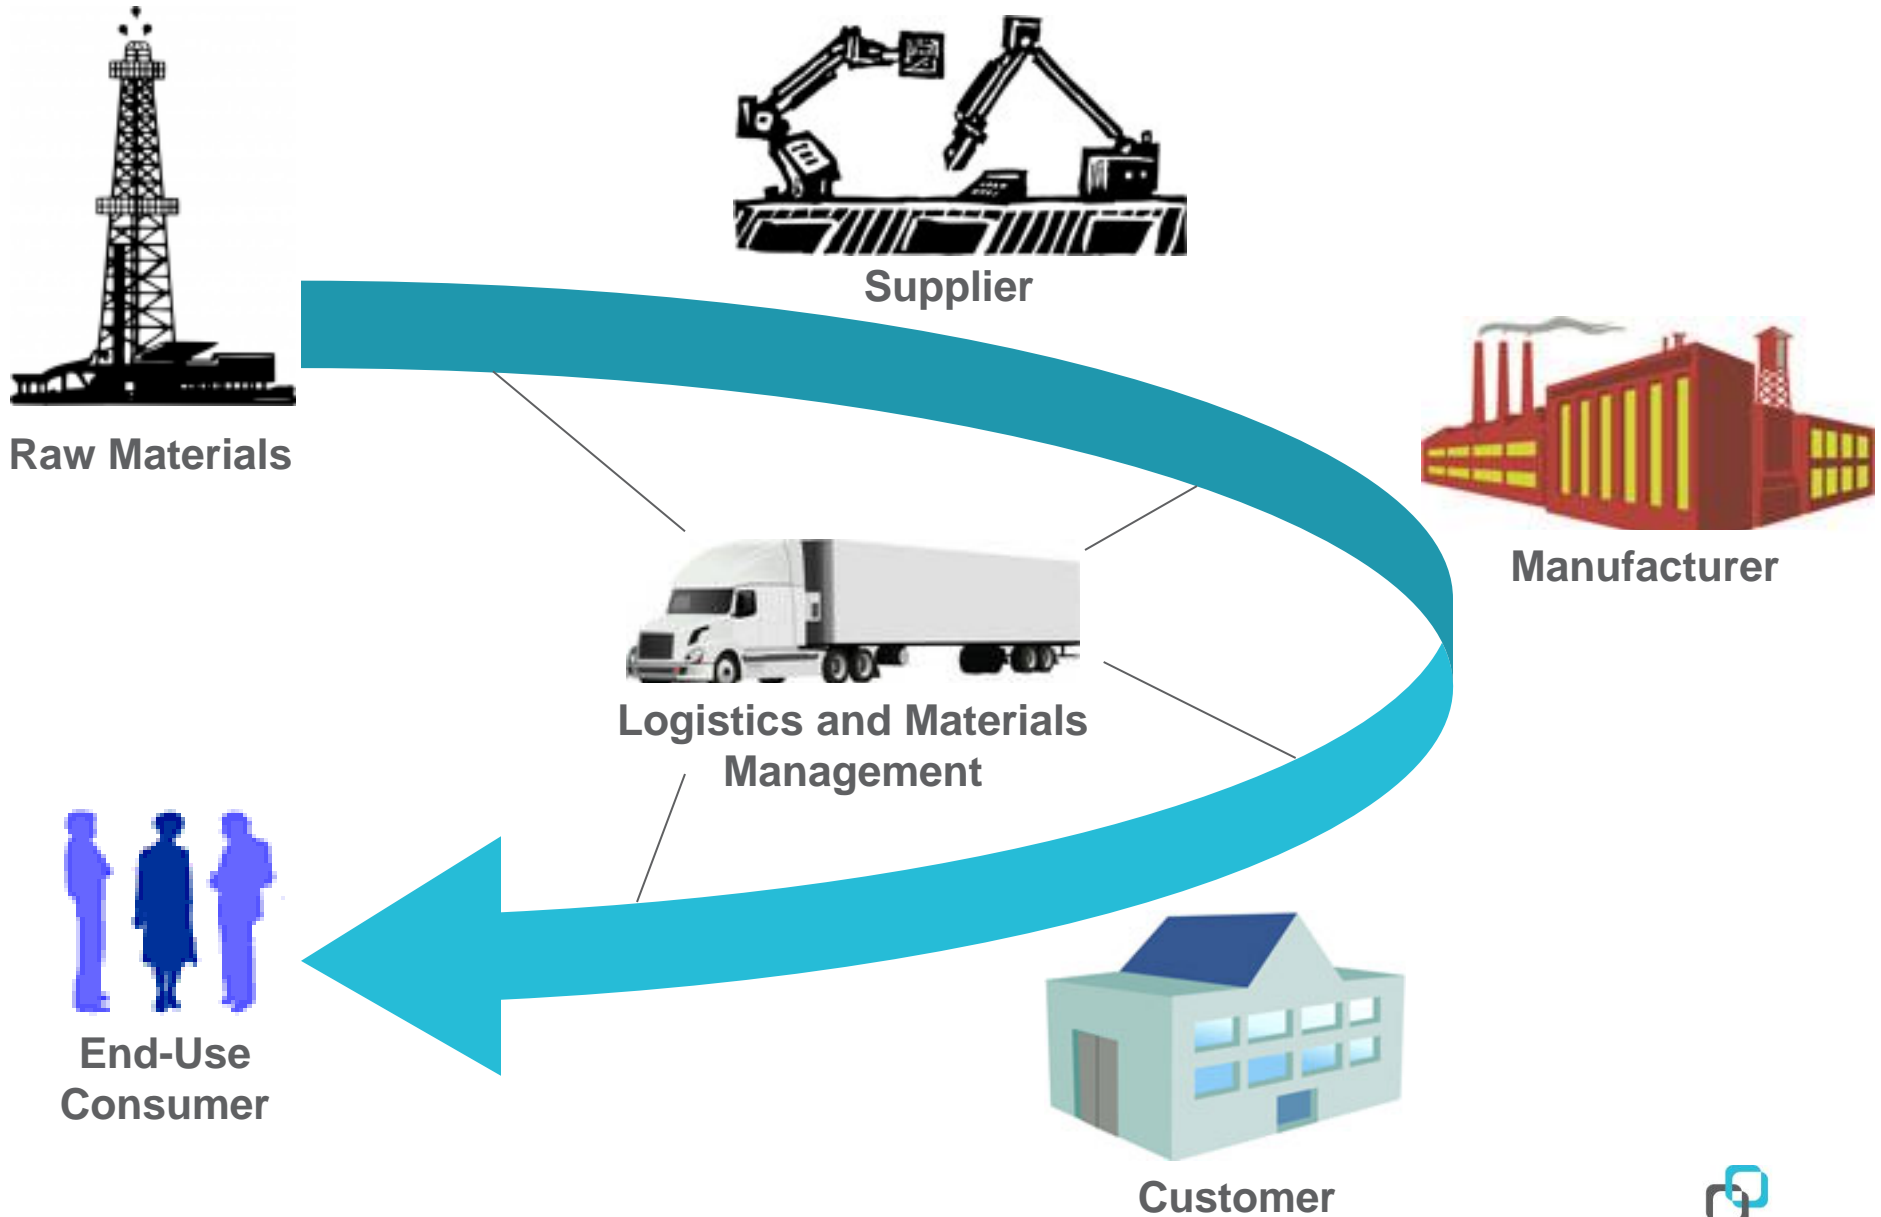 Supplier
Raw Materials
Manufacturer
Logistics and Materials
Management
End-Use
Consumer
Customer